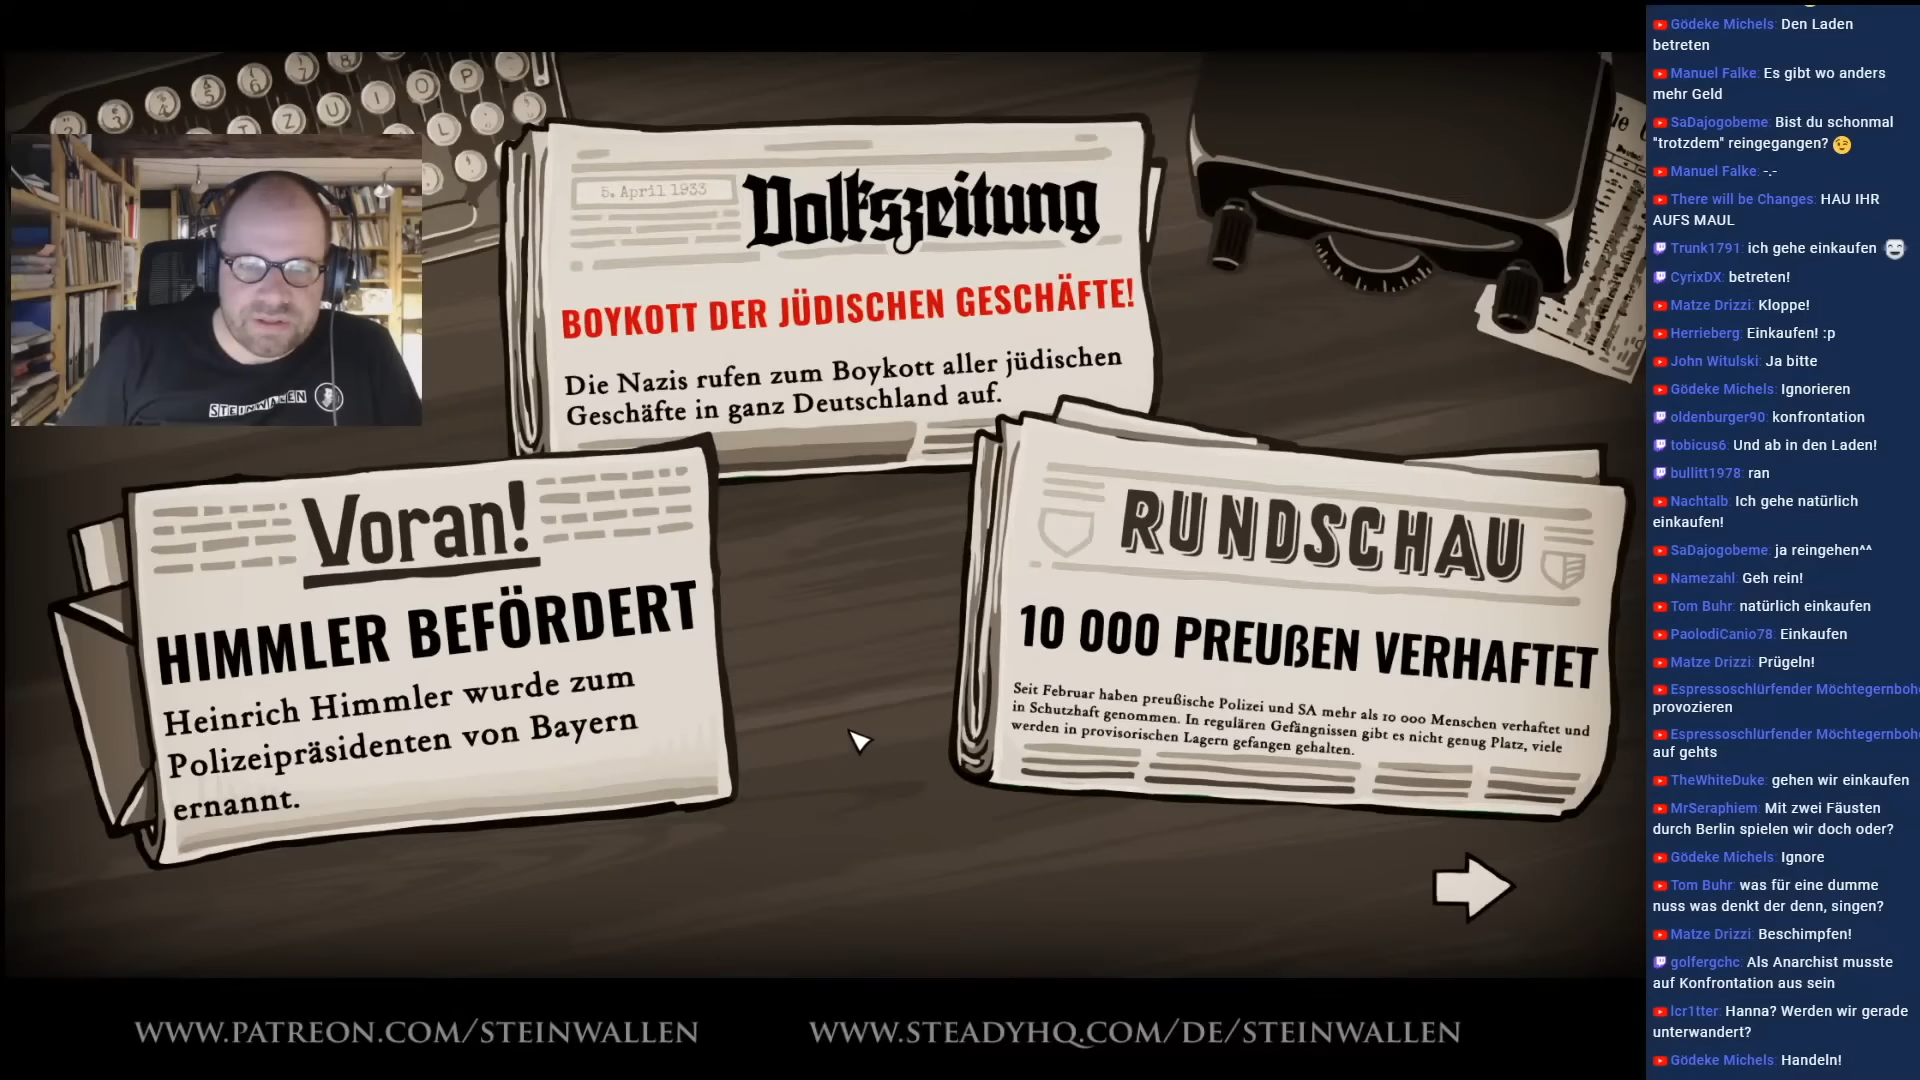 5. April 1933
Volkszeitung
BOYKOTT DER JÜDISCHEN GESCHÄFTE!
Die Nazis rufen zum Boykott aller jüdischen
Geschäfte in ganz Deutschland auf.
Voran!
HIMMLER BEFÖRDERT
Heinrich Himmler wurde zum
Polizeipräsidenten von Bayern
ernannt.
RUNDSCHAU
10 000 PREUßEN VERHAFTET
Seit Februar haben preußische Polizei und SA mehr als 10 000 Menschen verhaftet und
in Schutzhaft genommen. In regulären Gefängnissen gibt es nicht genug Platz, viele
werden in provisorischen Lagern gefangen gehalten.
STEINWALLEN
WWW.PATREON.COM/STEINWALLEN
WWW.STEADYHQ.COM/DE/STEINWALLEN
Gödeke Michels: Den Laden
betreten
Manuel Falke: Es gibt wo anders
mehr Geld
SaDajogobeme: Bist du schonmal
"trotzdem" reingegangen?
Manuel Falke: -.-
There will be Changes: HAU IHR
AUFS MAUL
Trunk1791: ich gehe einkaufen
CyrixDX: betreten!
Matze Drizzi: Kloppe!
Herrieberg: Einkaufen! :p
John Witulski: Ja bitte
Gödeke Michels: Ignorieren
oldenburger90: konfrontation
tobicus6: Und ab in den Laden!
bullitt1978: ran
Nachtalb: Ich gehe natürlich
einkaufen!
SaDajogobeme: ja reingehen^^
Namezahl: Geh rein!
Tom Buhr: natürlich einkaufen
PaolodiCanio78: Einkaufen
Matze Drizzi: Prügeln!
Espressoschlürfender Möchtegernbohe
provozieren
Espressoschlürfender Möchtegernbohe
auf gehts
TheWhiteDuke: gehen wir einkaufen
MrSeraphiem: Mit zwei Fäusten
durch Berlin spielen wir doch oder?
Gödeke Michels: Ignore
Tom Buhr: was für eine dumme
nuss was denkt der denn, singen?
Matze Drizzi: Beschimpfen!
golfergchc: Als Anarchist musste
auf Konfrontation aus sein
lcr1tter: Hanna? Werden wir gerade
unterwandert?
Gödeke Michels: Handeln!